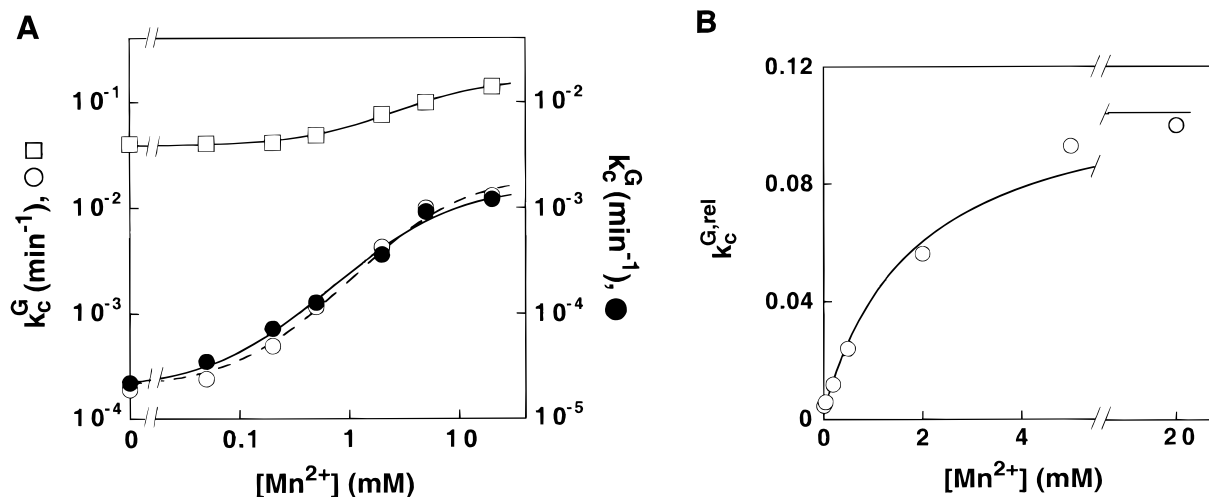 A
k_c^G (min⁻¹), ○ □
10⁻¹
10⁻²
10⁻³
10⁻⁴
10⁻²
10⁻³
10⁻⁴
10⁻⁵
k_c^G (min⁻¹), ●
0 0.1 1 10
[Mn²⁺] (mM)
B
k_c^G,rel
0.12
0.08
0.04
0
0 2 4 20
[Mn²⁺] (mM)